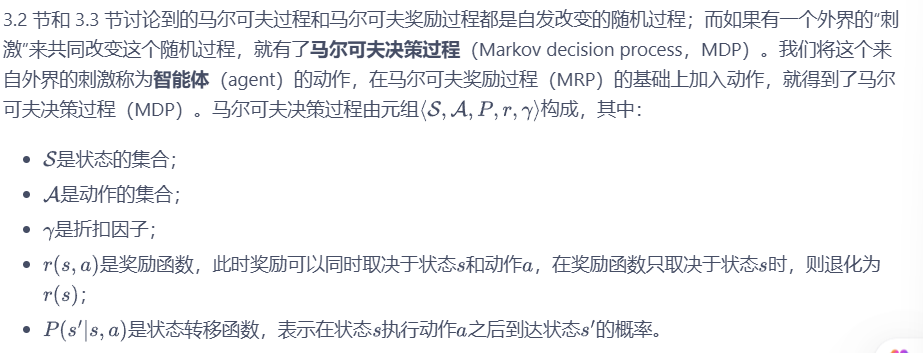 3.2 节和 3.3 节讨论到的马尔可夫过程和马尔可夫奖励过程都是自发改变的随机过程；而如果有一个外界的“刺
激”来共同改变这个随机过程，就有了马尔可夫决策过程（Markov decision process，MDP）。我们将这个来
自外界的刺激称为智能体（agent）的动作，在马尔可夫奖励过程（MRP）的基础上加入动作，就得到了马尔
可夫决策过程（MDP）。马尔可夫决策过程由元组⟨𝒮, 𝒜, P, r, γ⟩构成，其中：
• 𝒮是状态的集合；
• 𝒜是动作的集合；
• γ是折扣因子；
• r(s, a)是奖励函数，此时奖励可以同时取决于状态s和动作a，在奖励函数只取决于状态s时，则退化为
r(s)；
• P(s′|s, a)是状态转移函数，表示在状态s执行动作a之后到达状态s′的概率。